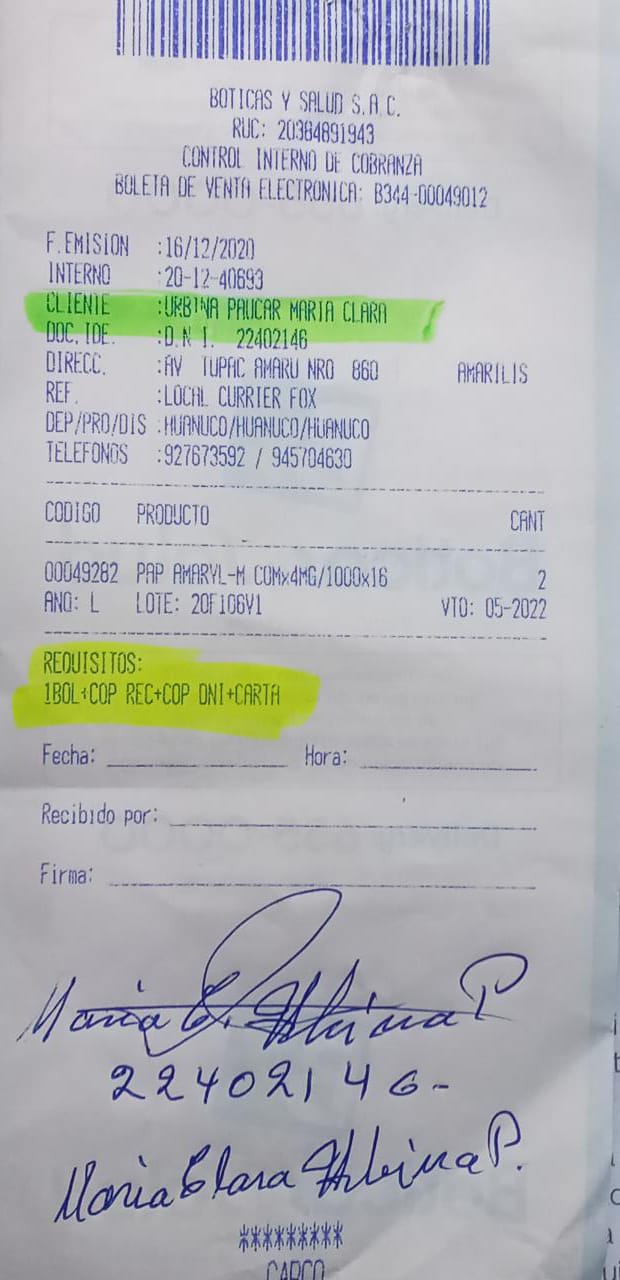 BOTICAS Y SALUD S.A.C.
RUC: 20384891943
CONTROL INTERNO DE COBRANZA
BOLETA DE VENTA ELECTRONICA: B344-00049012
F.EMISION :16/12/2020
INTERNO :20-12-40693
CLIENTE :URBINA PAUCAR MARIA CLARA
DOC.IDE. :D.N.I. 22402146
DIRECC. :AV TUPAC AMARU NRO 860 AMARILIS
REF. :LOCAL CURRIER FOX
DEP/PRO/DIS :HUANUCO/HUANUCO/HUANUCO
TELEFONOS :927673592 / 945704630
CODIGO PRODUCTO CANT
00049282 PAP AMARYL-M COMx4MG/1000x16 2
ANQ: L LOTE: 20F106V1 VTO: 05-2022
REQUISITOS:
1BOL+COP REC+COP DNI+CARTA
Fecha: Hora:
Recibido por:
Firma:
Maria C. Urbina P
22402146-
Maria Clara Urbina P.
*********
CARGO